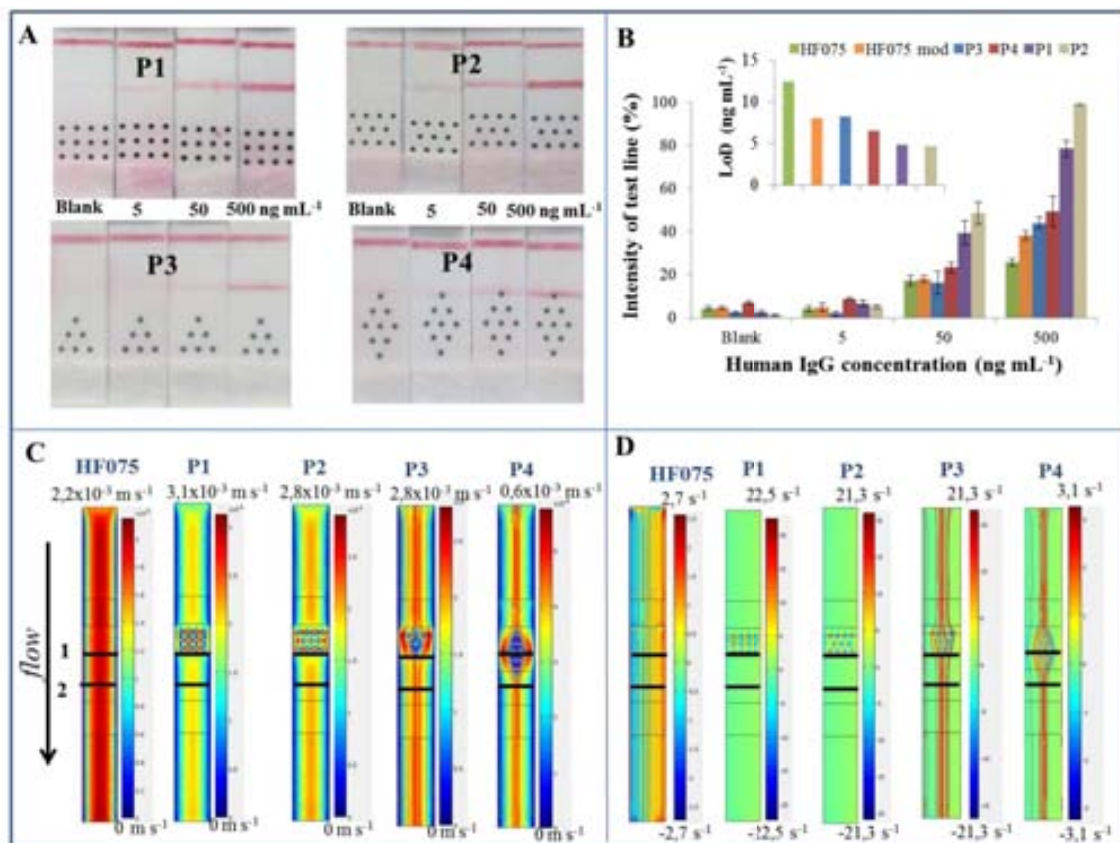 A
P1
P2
Blank 5 50 500 ng mL⁻¹
Blank 5 50 500 ng mL⁻¹
P3
P4
B
HF075 HF075 mod P3 P4 P1 P2
Intensity of test line (%)
100
80
60
40
20
0
LoD (ng mL⁻¹)
15
10
5
0
Blank 5 50 500
Human IgG concentration (ng mL⁻¹)
C
HF075 P1 P2 P3 P4
2,2x10⁻³ m s⁻¹ 3,1x10⁻³ m s⁻¹ 2,8x10⁻³ m s⁻¹ 2,8x10⁻³ m s⁻¹ 0,6x10⁻³ m s⁻¹
flow
1
2
0 m s⁻¹ 0 m s⁻¹ 0 m s⁻¹ 0 m s⁻¹ 0 m s⁻¹
D
HF075 P1 P2 P3 P4
2,7 s⁻¹ 22,5 s⁻¹ 21,3 s⁻¹ 21,3 s⁻¹ 3,1 s⁻¹
-2,7 s⁻¹ -21,3 s⁻¹ -21,3 s⁻¹ -3,1 s⁻¹